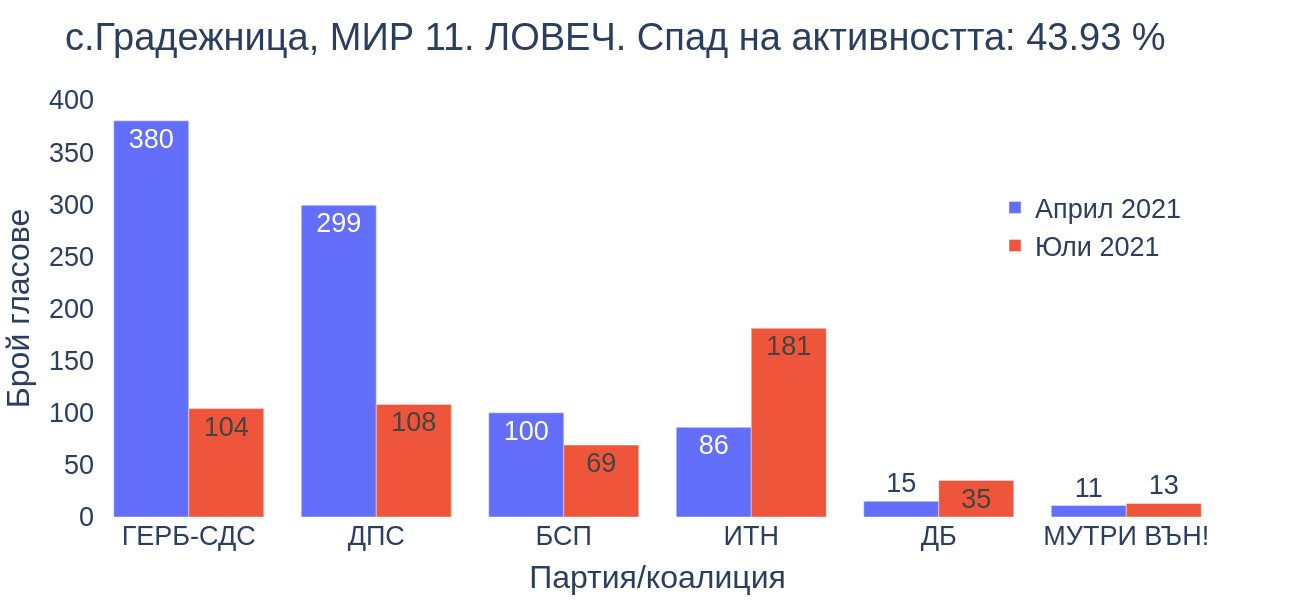 с.Градежница, МИР 11. ЛОВЕЧ. Спад на активността: 43.93 %
400
350
300
250
200
150
100
50
0
Брой гласове
380
104
299
108
100
69
86
181
15
35
11
13
Април 2021
Юли 2021
ГЕРБ-СДС
ДПС
БСП
ИТН
ДБ
МУТРИ ВЪН!
Партия/коалиция